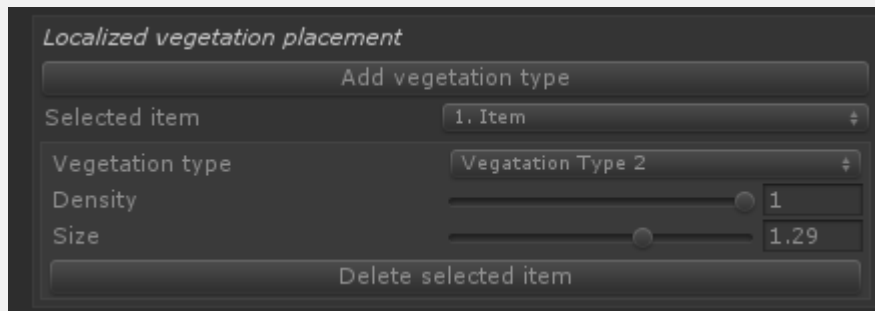 Localized vegetation placement
Add vegetation type
Selected item 1. Item
Vegetation type Vegatation Type 2
Density 1
Size 1.29
Delete selected item